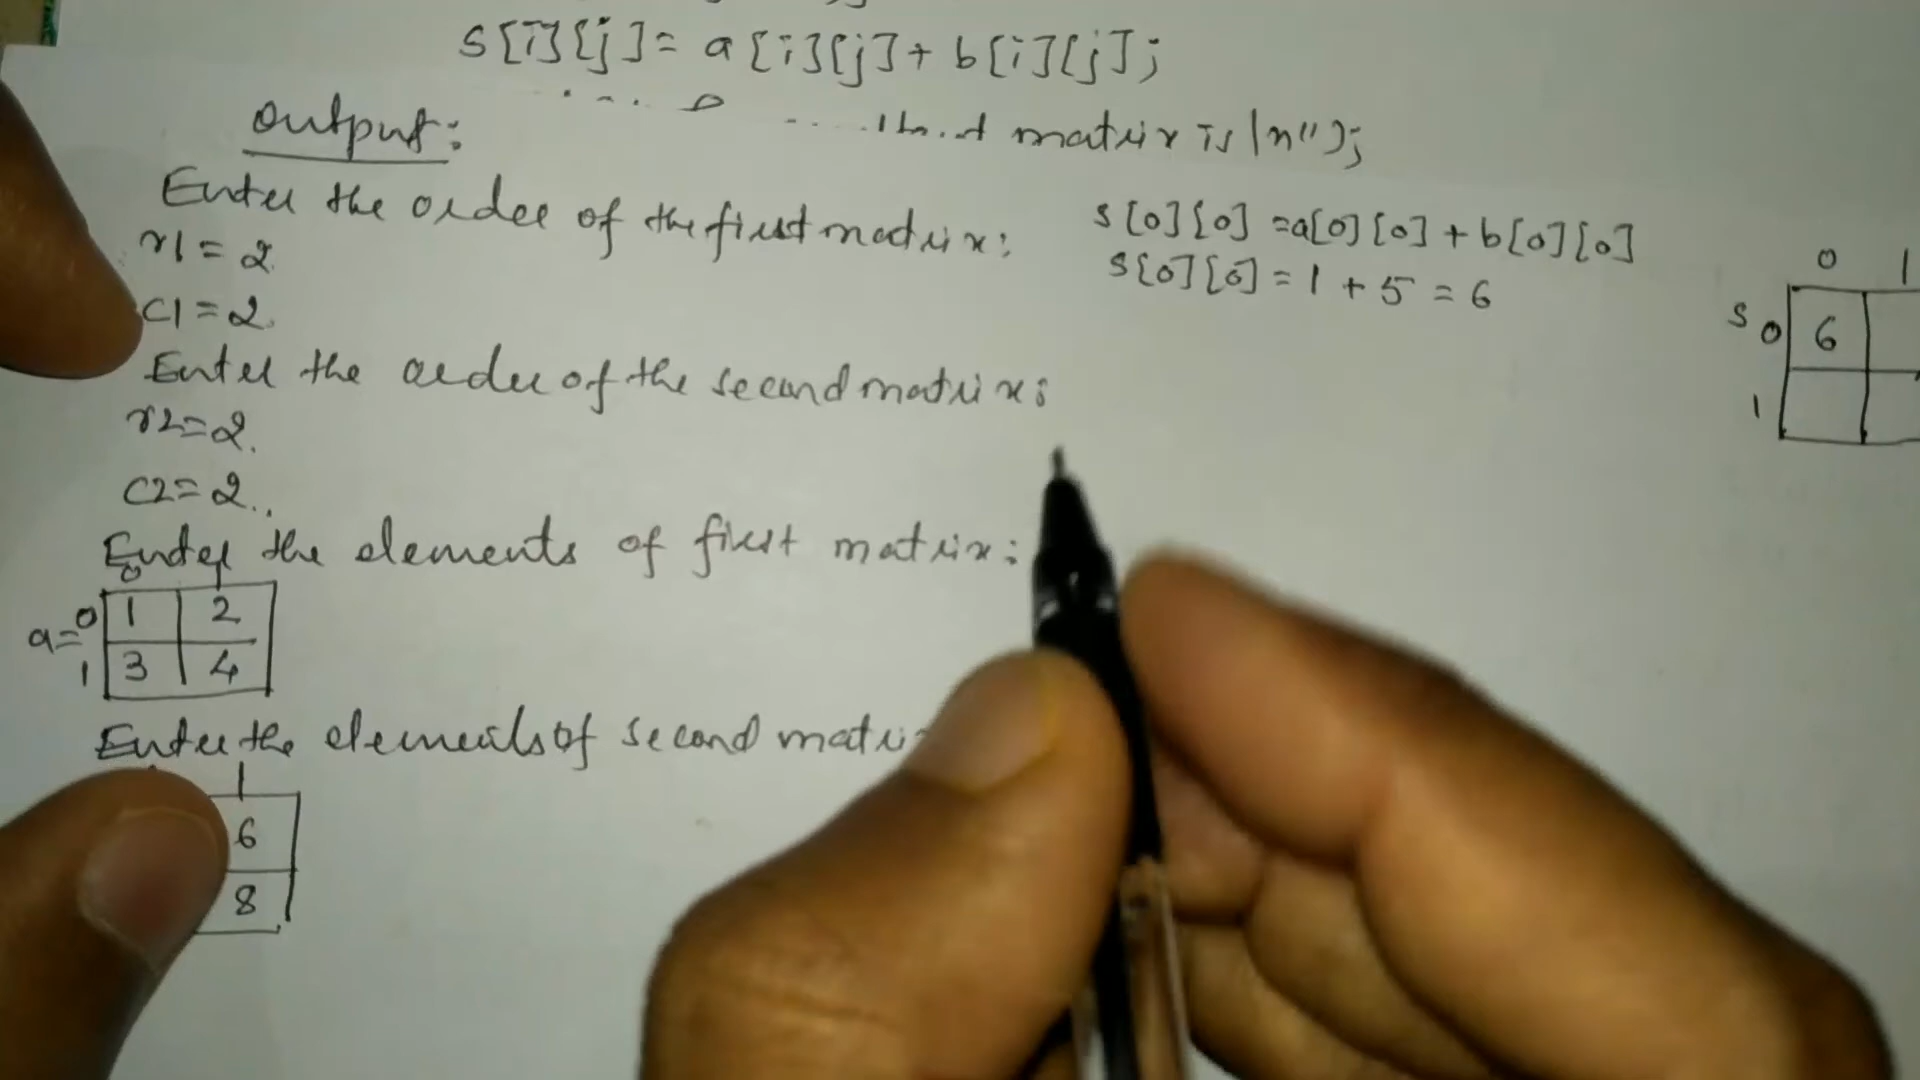 s[i][j]= a[i][j]+ b[i][j];
matrix is \n");
Output:
Enter the order of the first matrix:
r1=2
c1=2
Enter the order of the second matrix:
r2=2
c2=2
Enter the elements of first matrix:
0 1
a= 0 1 2
1 3 4
Enter the elements of second
1
6
8
s[0][0] =a[0][0] + b[0][0]
s[0][0] = 1 + 5 = 6
0 1
s 0 6
1